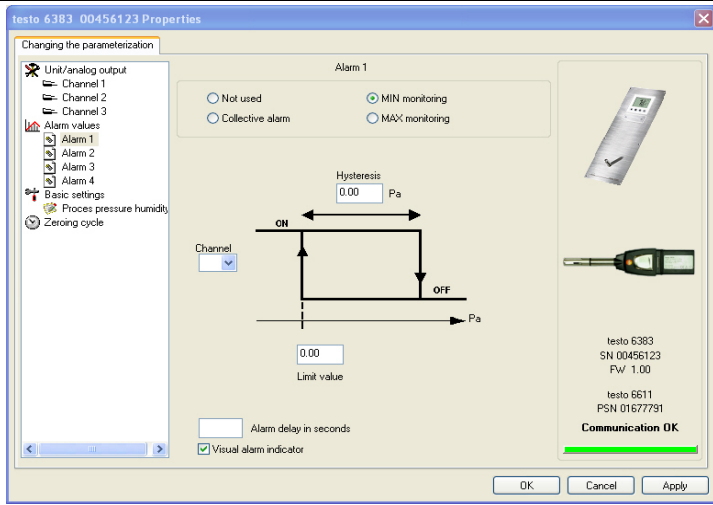 testo 6383 00456123 Properties
Changing the parameterization
Unit/analog output
Channel 1
Channel 2
Channel 3
Alarm values
Alarm 1
Alarm 2
Alarm 3
Alarm 4
Basic settings
Proces pressure humidity
Zeroing cycle
Alarm 1
Not used
MIN monitoring
Collective alarm
MAX monitoring
Hysteresis
0.00 Pa
ON
Channel
OFF
Pa
0.00
Limit value
Alarm delay in seconds
Visual alarm indicator
testo 6383
SN 00456123
FW 1.00
testo 6611
PSN 01677791
Communication OK
OK Cancel Apply